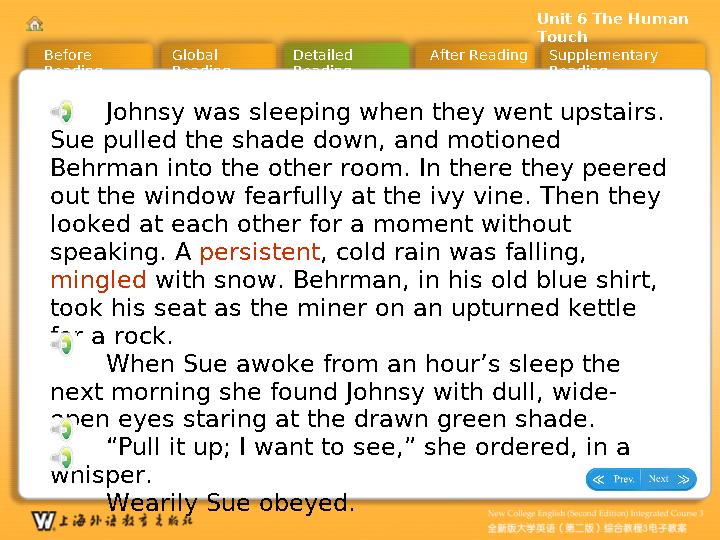 Unit 6 The Human
Touch
Before
Reading
Global
Reading
Detailed
Reading
After Reading
Supplementary
Reading
Johnsy was sleeping when they went upstairs.
Sue pulled the shade down, and motioned
Behrman into the other room. In there they peered
out the window fearfully at the ivy vine. Then they
looked at each other for a moment without
speaking. A persistent, cold rain was falling,
mingled with snow. Behrman, in his old blue shirt,
took his seat as the miner on an upturned kettle
for a rock.
When Sue awoke from an hour’s sleep the
next morning she found Johnsy with dull, wide-
open eyes staring at the drawn green shade.
“Pull it up; I want to see,” she ordered, in a
whisper.
Wearily Sue obeyed.
Prev.
Next
W 上海外语教育出版社
New College English (Second Edition) Integrated Course 3
全新版大学英语（第二版）综合教程3电子教案